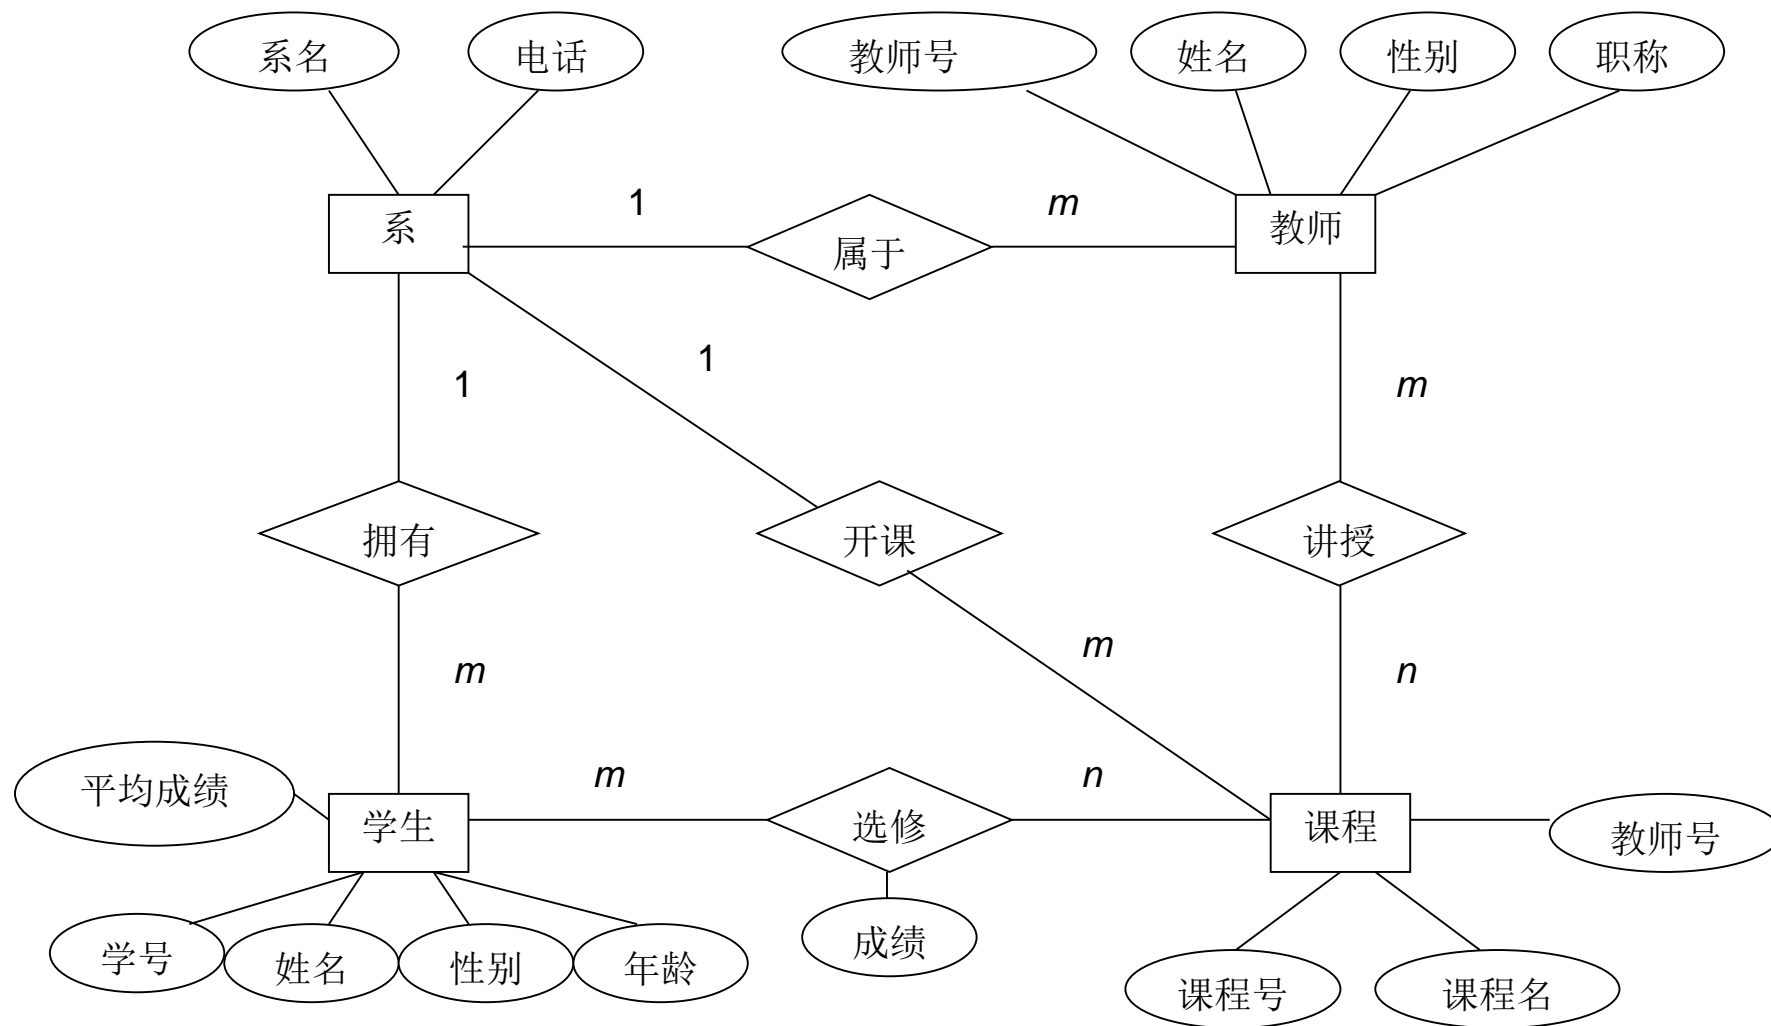 系名
电话
教师号
姓名
性别
职称
系
1
属于
m
教师
1
1
m
拥有
开课
讲授
m
m
n
平均成绩
学生
m
选修
n
课程
教师号
学号
姓名
性别
年龄
成绩
课程号
课程名